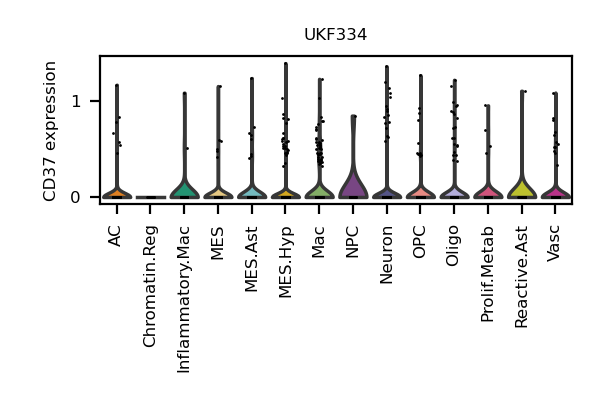 UKF334
CD37 expression
1
0
AC
Chromatin.Reg
Inflammatory.Mac
MES
MES.Ast
MES.Hyp
Mac
NPC
Neuron
OPC
Oligo
Prolif.Metab
Reactive.Ast
Vasc